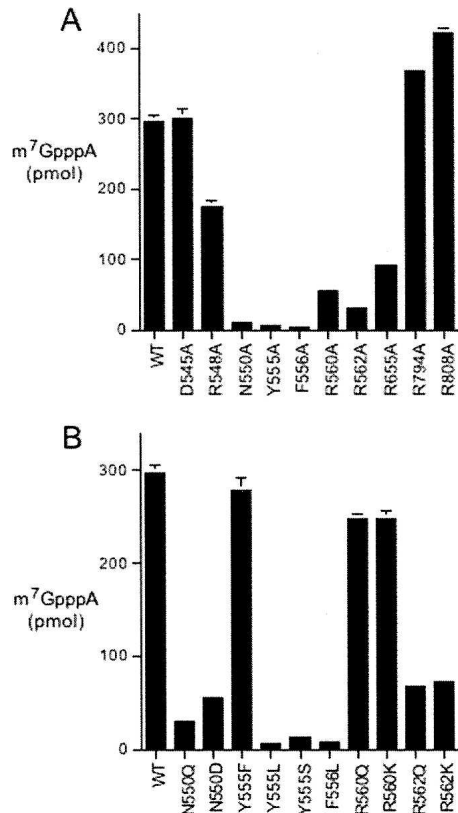 A
400
300
m⁷GpppA
(pmol)
200
100
0
WT
D545A
R548A
N550A
Y555A
F556A
R560A
R562A
R655A
R794A
R808A
B
300
200
m⁷GpppA
(pmol)
100
0
WT
N550Q
N550D
Y555F
Y555L
Y555S
F556L
R560Q
R560K
R562Q
R562K